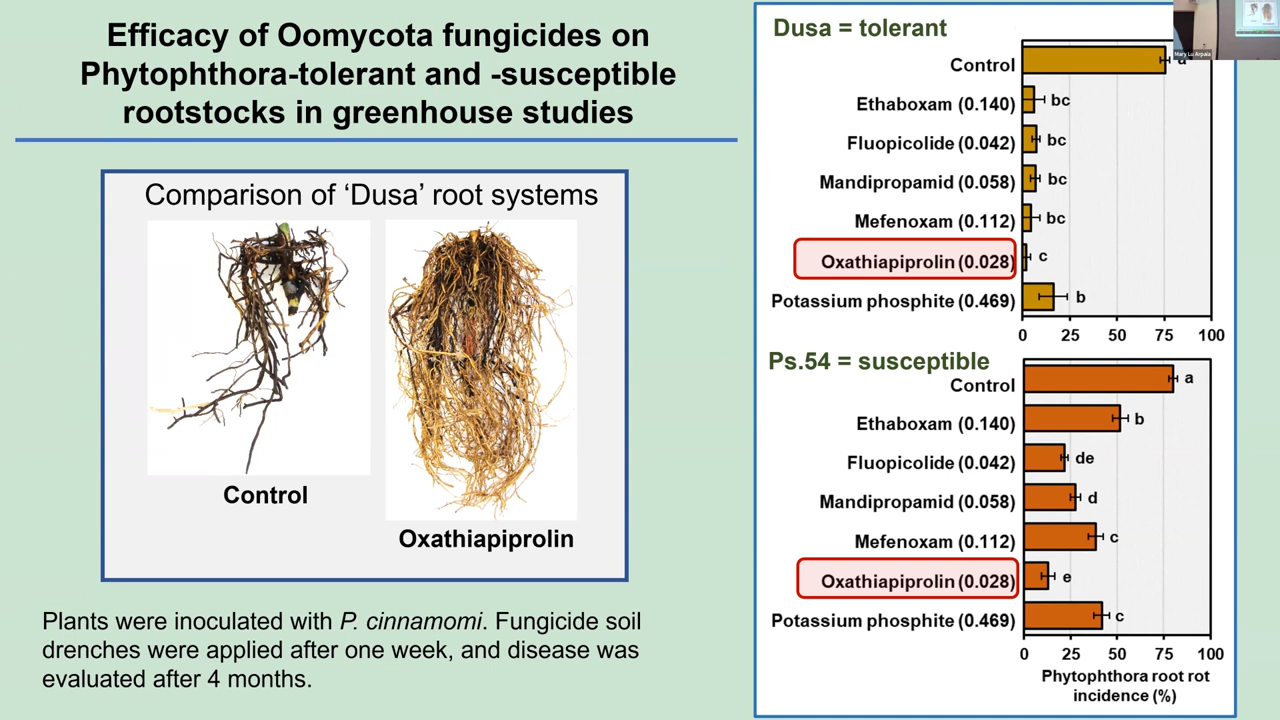 Efficacy of Oomycota fungicides on
Phytophthora-tolerant and -susceptible
rootstocks in greenhouse studies
Comparison of ‘Dusa’ root systems
Control
Oxathiapiprolin
Plants were inoculated with P. cinnamomi. Fungicide soil
drenches were applied after one week, and disease was
evaluated after 4 months.
Dusa = tolerant
Control a
Ethaboxam (0.140) bc
Fluopicolide (0.042) bc
Mandipropamid (0.058) bc
Mefenoxam (0.112) bc
Oxathiapiprolin (0.028) c
Potassium phosphite (0.469) b
0 25 50 75 100
Ps.54 = susceptible
Control a
Ethaboxam (0.140) b
Fluopicolide (0.042) de
Mandipropamid (0.058) d
Mefenoxam (0.112) c
Oxathiapiprolin (0.028) e
Potassium phosphite (0.469) c
0 25 50 75 100
Phytophthora root rot
incidence (%)
Mary Lu Arpaia